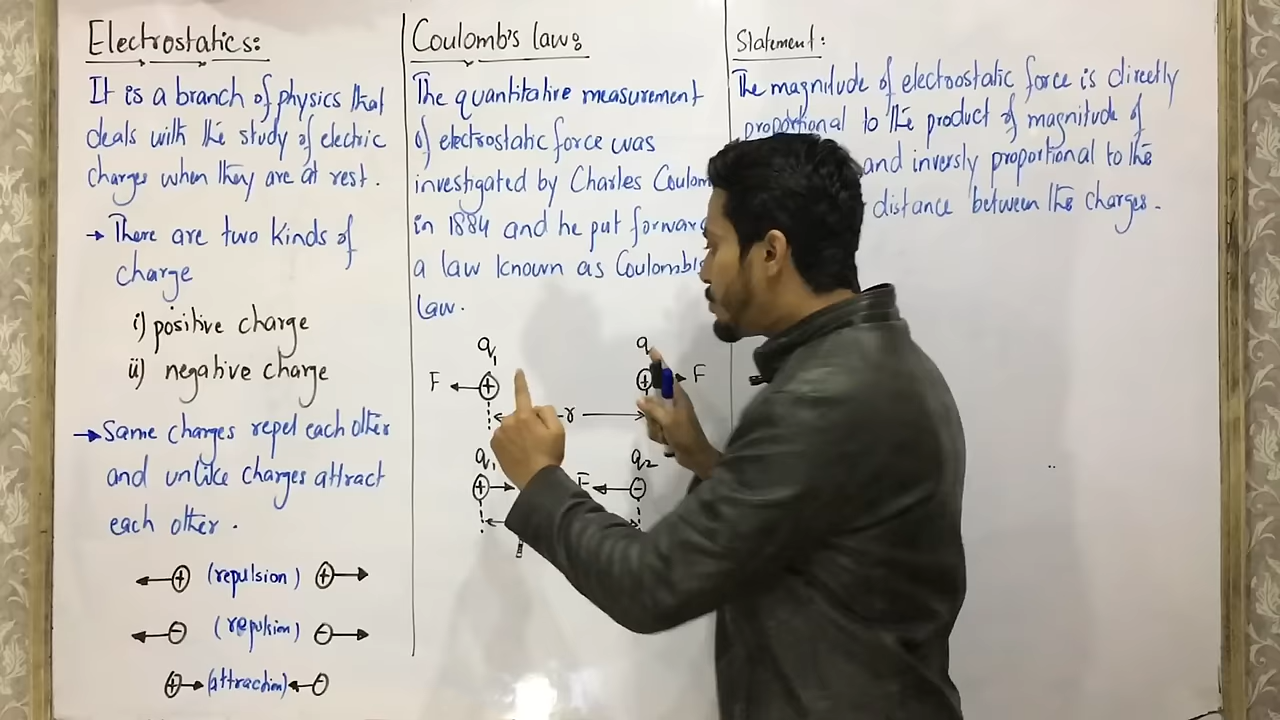 Electrostatics:
It is a branch of physics that
deals with the study of electric
charges when they are at rest.
→ There are two kinds of
charge
i) positive charge
ii) negative charge
→ Same charges repel each other
and unlike charges attract
each other.
+ (repulsion) +
- (repulsion) -
+ (attraction) -
Coulomb's law:
The quantitative measurement
of electrostatic force was
investigated by Charles Coulom
in 1884 and he put forwar
a law known as Coulomb's
law.
q1 q
F + + F
r
q1 q2
+ F -
Statement:
The magnitude of electrostatic force is directly
proportional to the product of magnitude of
and inversly proportional to the
distance between the charges.